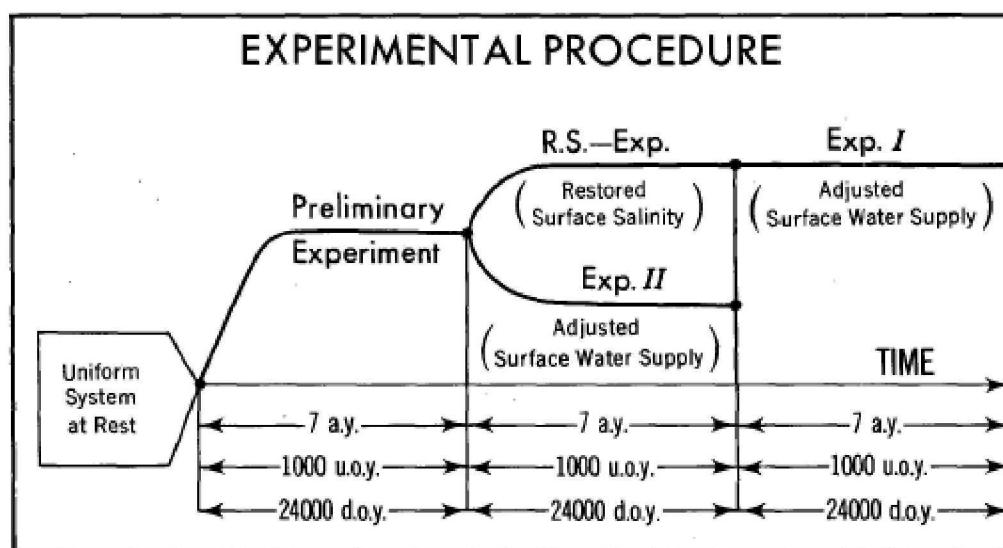 EXPERIMENTAL PROCEDURE
R.S.—Exp.
Exp. I
(Restored
Surface Salinity)
(Adjusted
Surface Water Supply)
Preliminary
Experiment
Exp. II
(Adjusted
Surface Water Supply)
Uniform
System
at Rest
TIME
7 a.y. 7 a.y. 7 a.y.
1000 u.o.y. 1000 u.o.y. 1000 u.o.y.
24000 d.o.y. 24000 d.o.y. 24000 d.o.y.